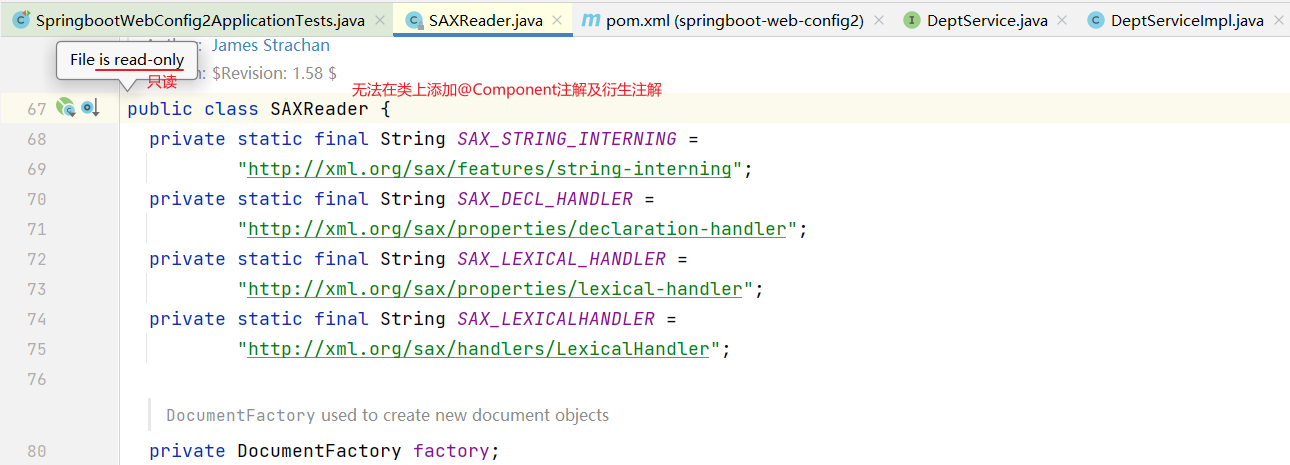 SpringbootWebConfig2ApplicationTests.java × SAXReader.java × pom.xml (springboot-web-config2) × DeptService.java × DeptServiceImpl.java ×
James Strachan
File is read-only
: $Revision: 1.58 $
只读
无法在类上添加@Component注解及衍生注解
67 public class SAXReader {
68 private static final String SAX_STRING_INTERNING =
69 "http://xml.org/sax/features/string-interning";
70 private static final String SAX_DECL_HANDLER =
71 "http://xml.org/sax/properties/declaration-handler";
72 private static final String SAX_LEXICAL_HANDLER =
73 "http://xml.org/sax/properties/lexical-handler";
74 private static final String SAX_LEXICALHANDLER =
75 "http://xml.org/sax/handlers/LexicalHandler";
76
DocumentFactory used to create new document objects
80 private DocumentFactory factory;